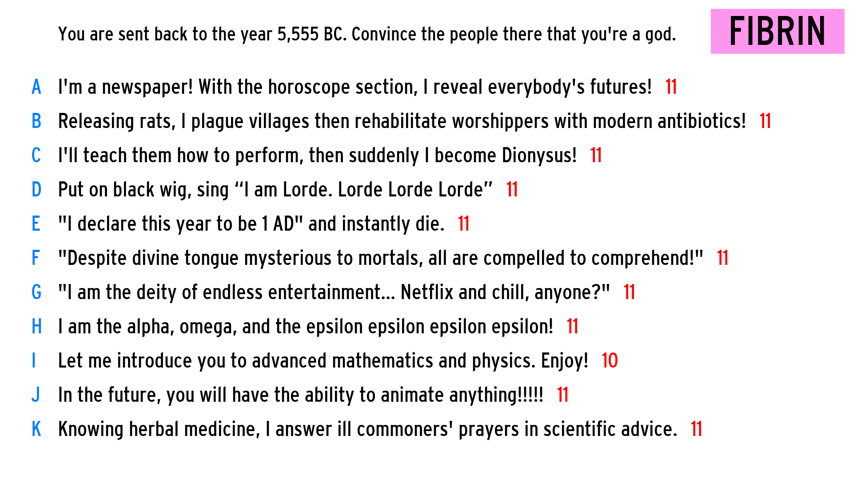 You are sent back to the year 5,555 BC. Convince the people there that you're a god.
FIBRIN
A I'm a newspaper! With the horoscope section, I reveal everybody's futures! 11
B Releasing rats, I plague villages then rehabilitate worshippers with modern antibiotics! 11
C I'll teach them how to perform, then suddenly I become Dionysus! 11
D Put on black wig, sing “I am Lorde. Lorde Lorde Lorde” 11
E "I declare this year to be 1 AD" and instantly die. 11
F "Despite divine tongue mysterious to mortals, all are compelled to comprehend!" 11
G "I am the deity of endless entertainment... Netflix and chill, anyone?" 11
H I am the alpha, omega, and the epsilon epsilon epsilon epsilon! 11
I Let me introduce you to advanced mathematics and physics. Enjoy! 10
J In the future, you will have the ability to animate anything!!!!! 11
K Knowing herbal medicine, I answer ill commoners' prayers in scientific advice. 11